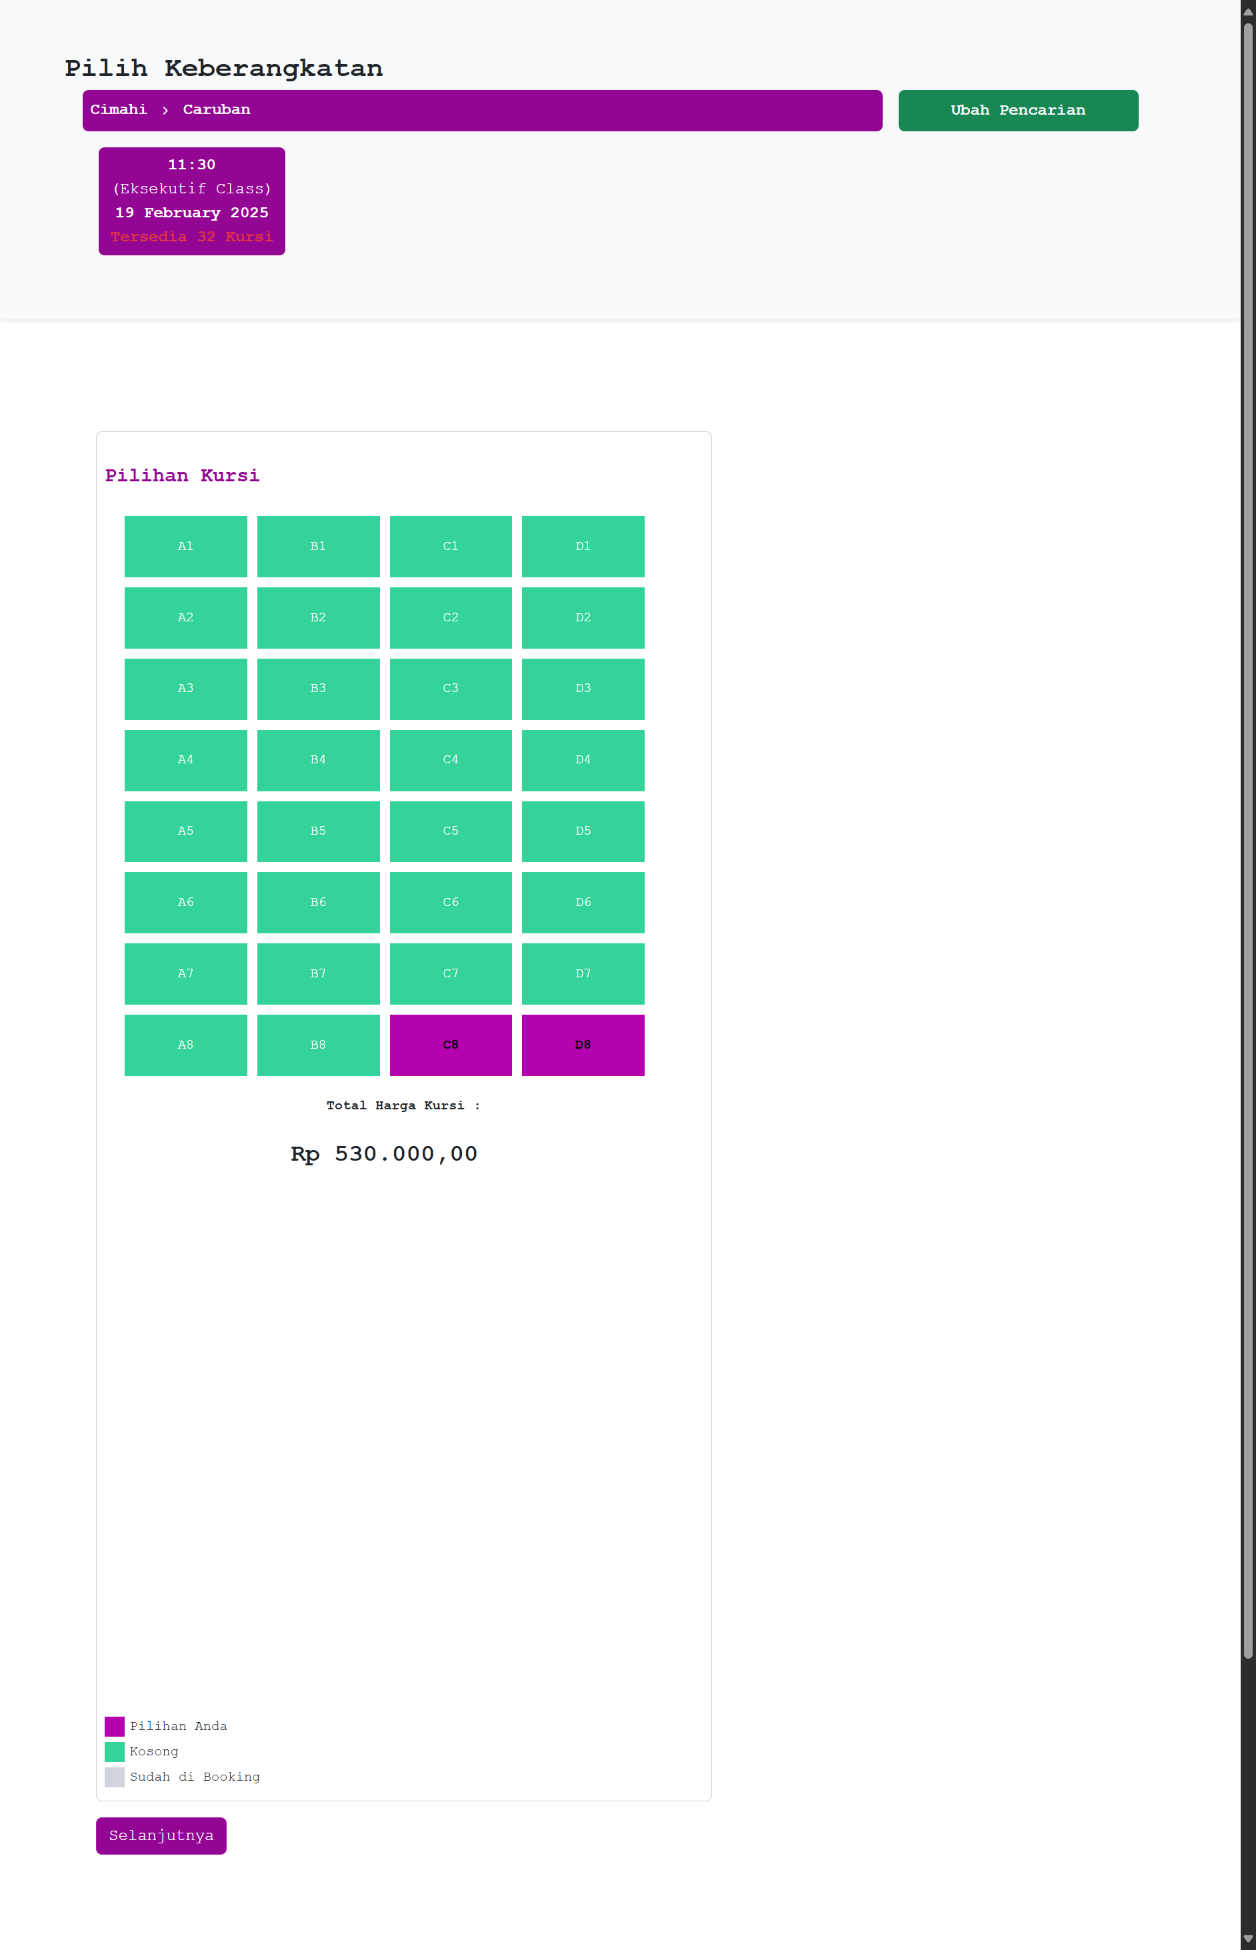 Pilih Keberangkatan
Cimahi › Caruban
Ubah Pencarian
11:30
(Eksekutif Class)
19 February 2025
Tersedia 32 Kursi
Pilihan Kursi
A1 B1 C1 D1
A2 B2 C2 D2
A3 B3 C3 D3
A4 B4 C4 D4
A5 B5 C5 D5
A6 B6 C6 D6
A7 B7 C7 D7
A8 B8 C8 D8
Total Harga Kursi :
Rp 530.000,00
Pilihan Anda
Kosong
Sudah di Booking
Selanjutnya